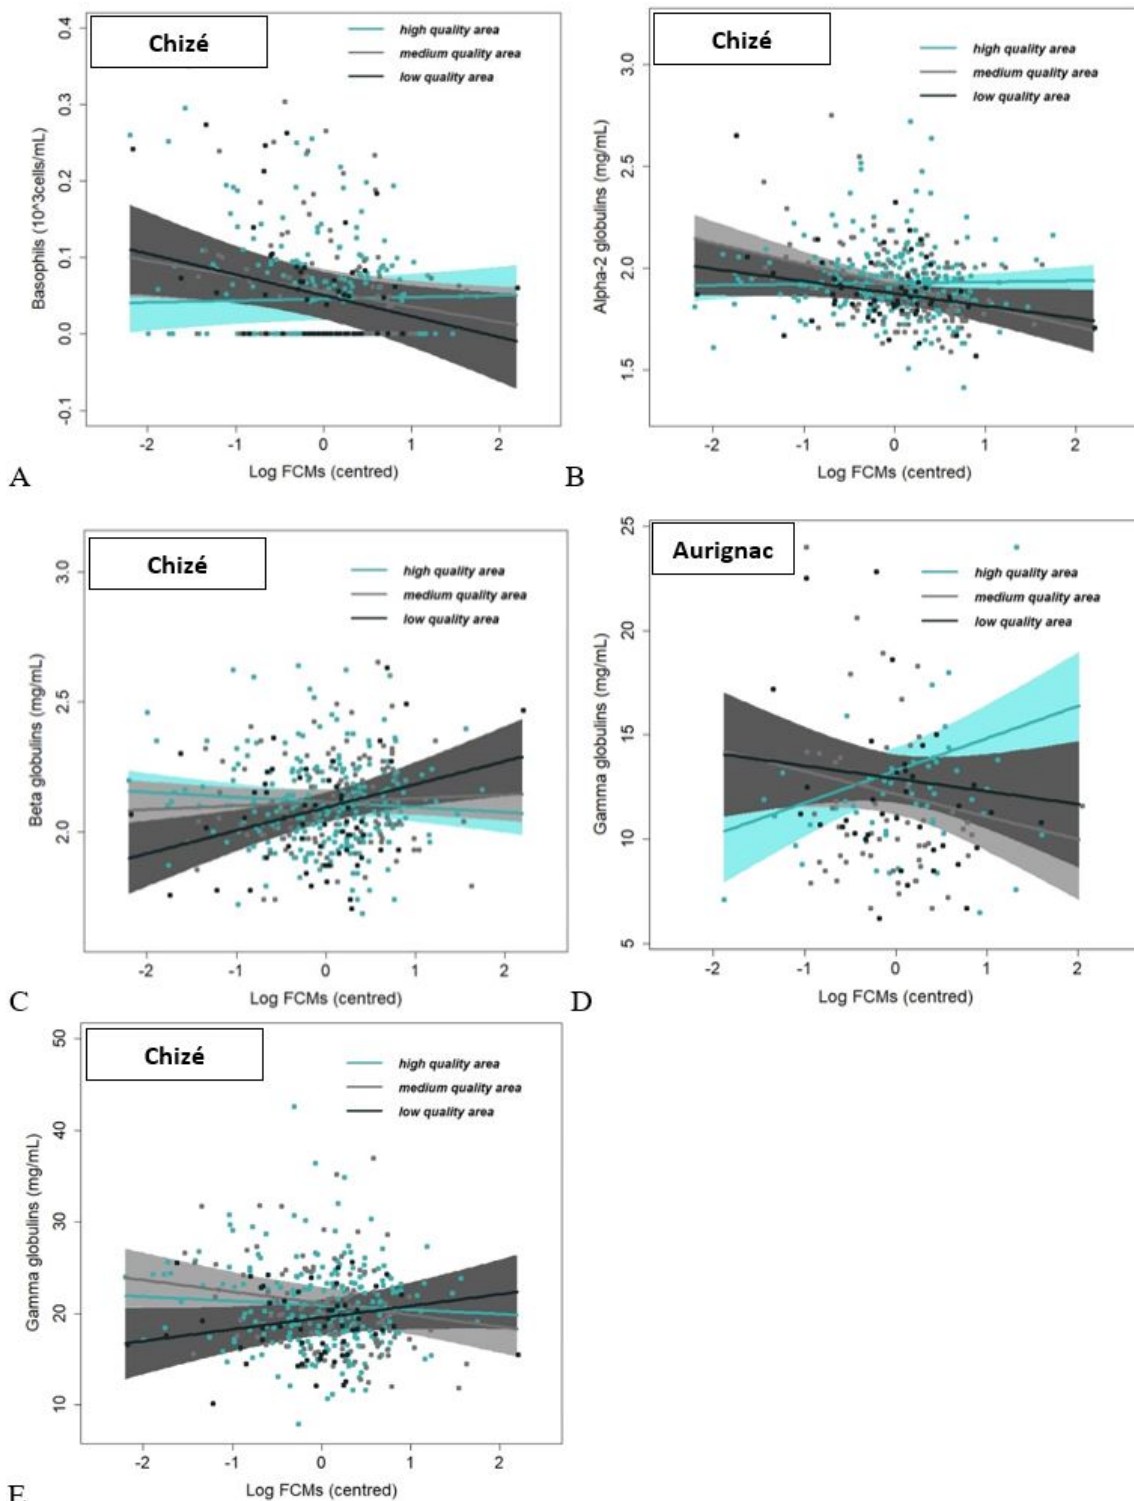 Chizé
high quality area
medium quality area
low quality area
0.4
0.3
0.2
0.1
0.0
-0.1
Basophils (10^3cells/mL)
-2 -1 0 1 2
Log FCMs (centred)
A
Chizé
high quality area
medium quality area
low quality area
3.0
2.5
2.0
1.5
Alpha-2 globulins (mg/mL)
-2 -1 0 1 2
Log FCMs (centred)
B
Chizé
high quality area
medium quality area
low quality area
3.0
2.5
2.0
Beta globulins (mg/mL)
-2 -1 0 1 2
Log FCMs (centred)
C
Aurignac
high quality area
medium quality area
low quality area
25
20
15
10
5
Gamma globulins (mg/mL)
-2 -1 0 1 2
Log FCMs (centred)
D
Chizé
high quality area
medium quality area
low quality area
50
40
30
20
10
Gamma globulins (mg/mL)
-2 -1 0 1 2
Log FCMs (centred)
E